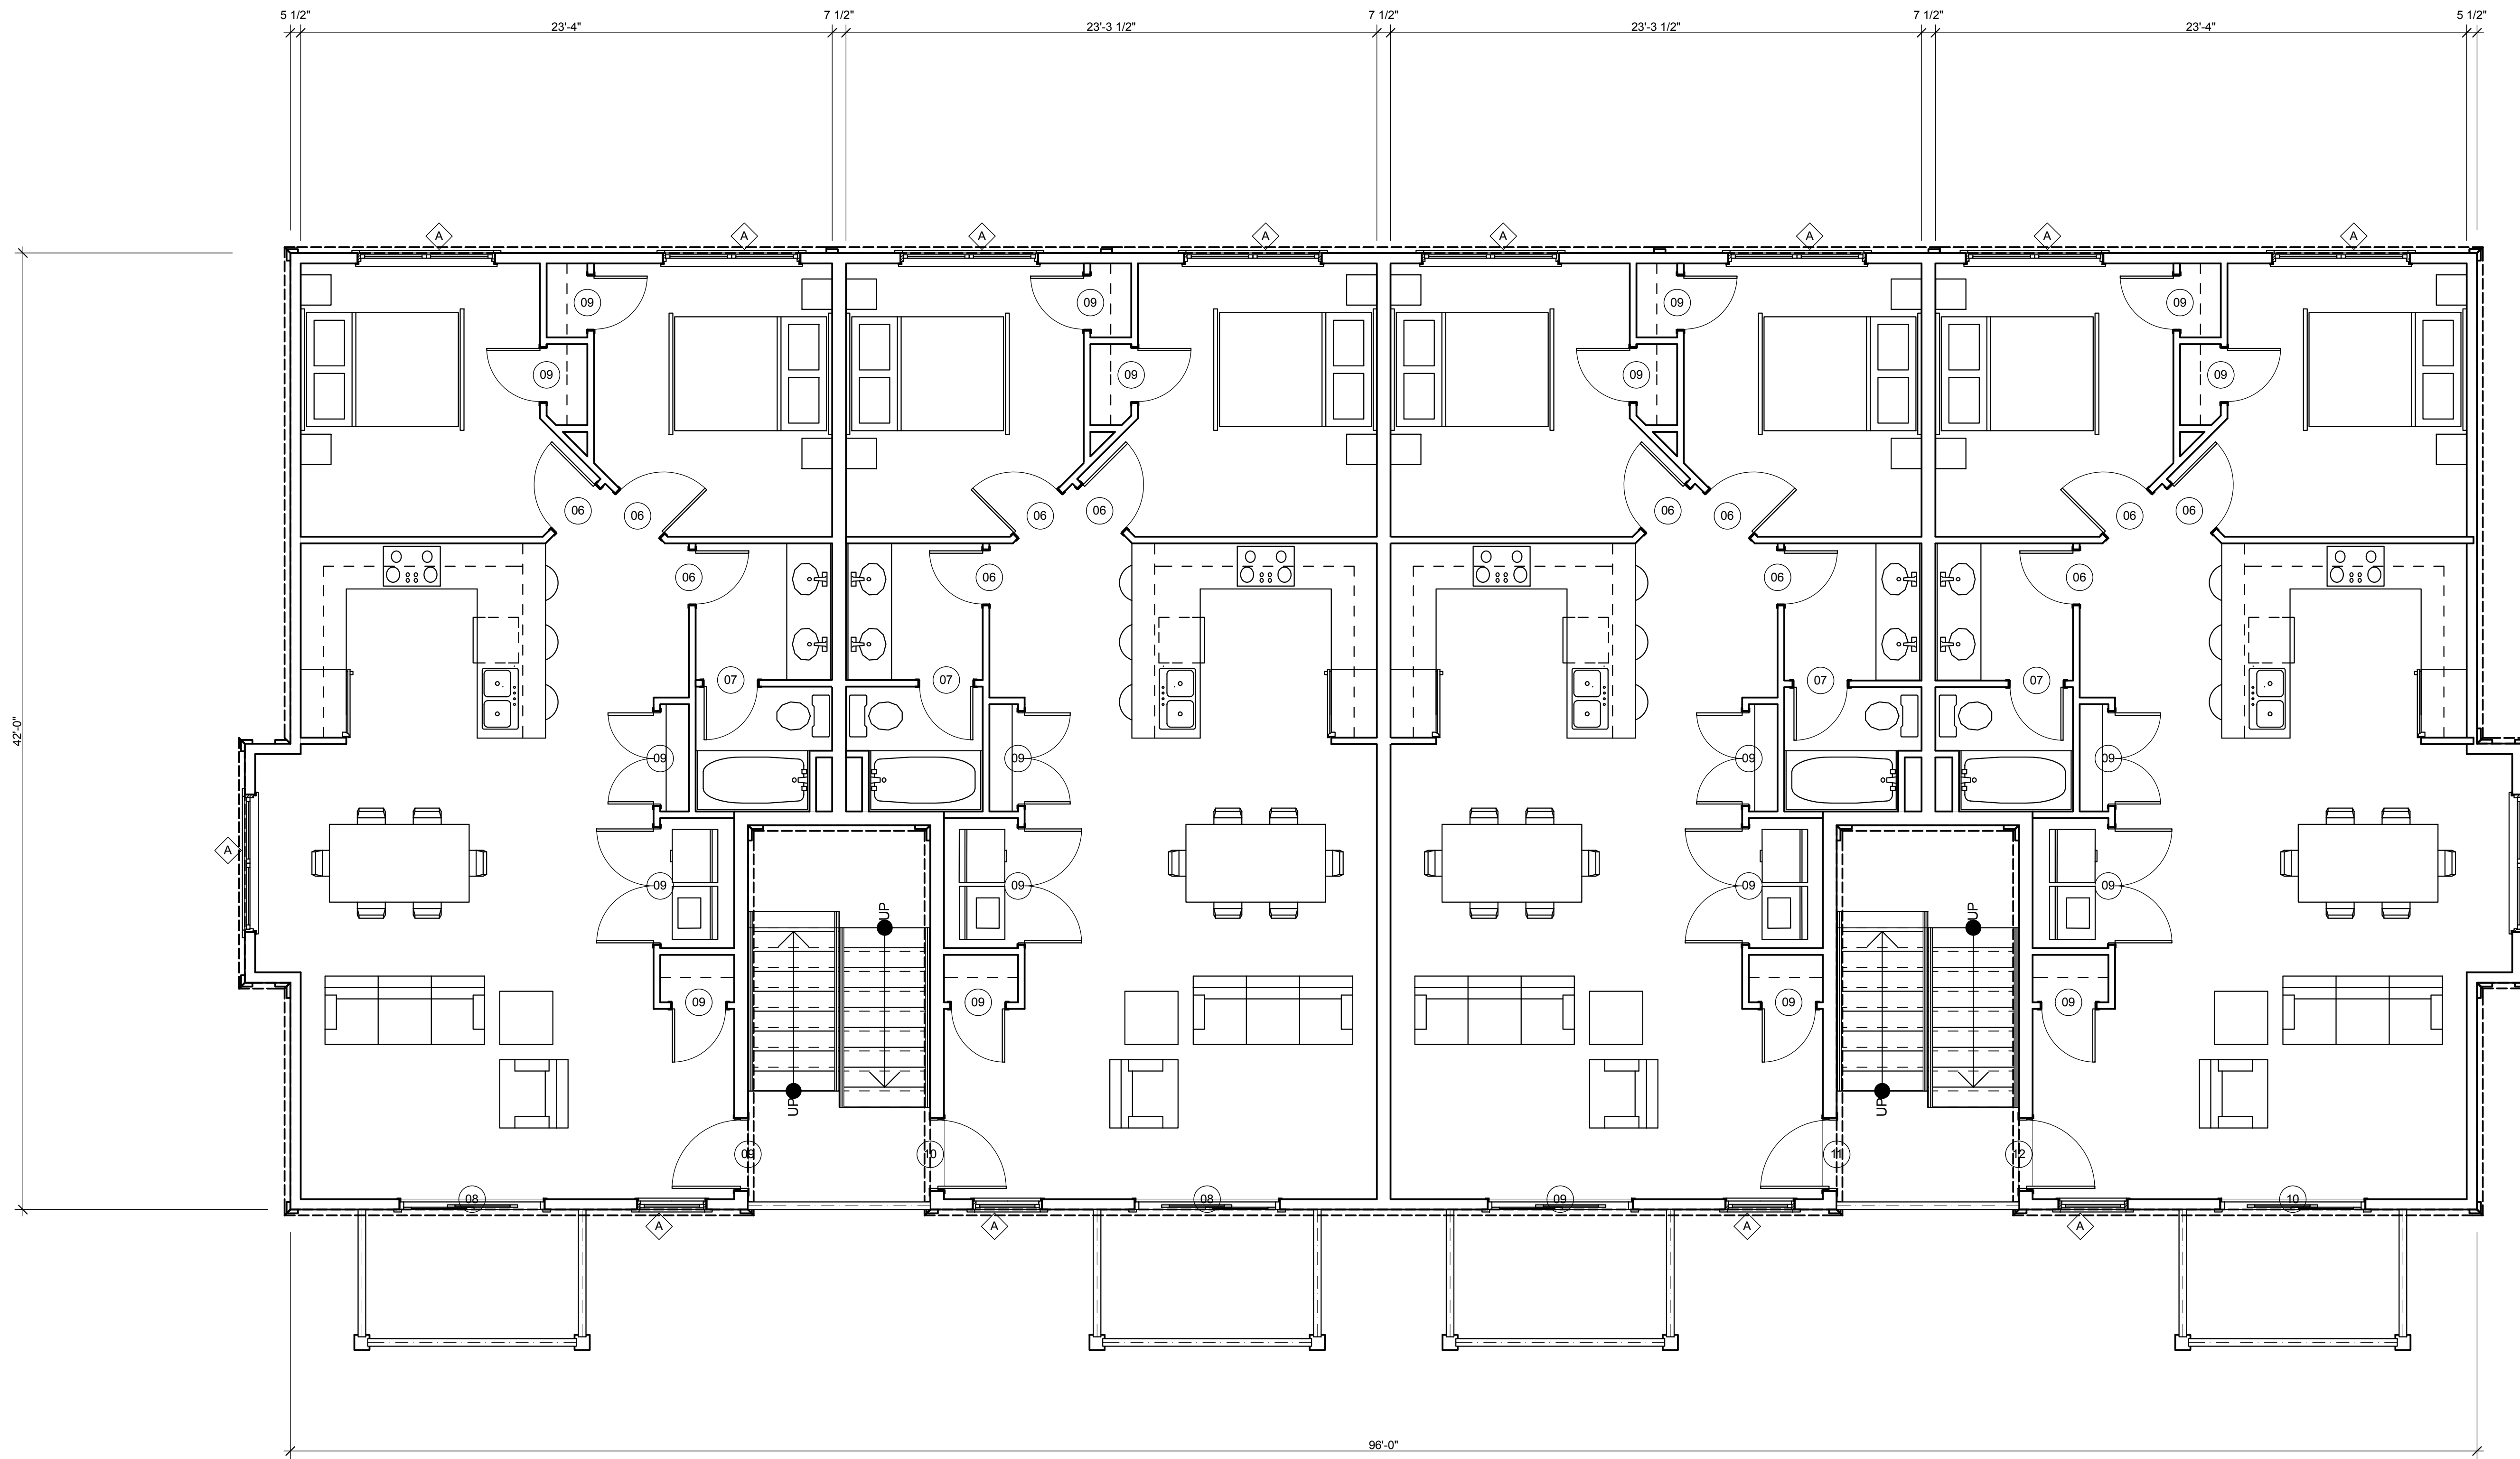 5 1/2" 7 1/2" 7 1/2" 7 1/2" 5 1/2"
23'-4" 23'-3 1/2" 23'-3 1/2" 23'-4"
A A A A A A A A
09 09 09 09
09 09 09 09
06 06 06 06 06 06 06 06
06 06 06 06
07 07 07 07
42'-0"
09 09 09 09
A
09 09 09 09
UP UP
09 09 09 09
UP UP
09 10 11 12
08 08 09 10
A A A A
96'-0"